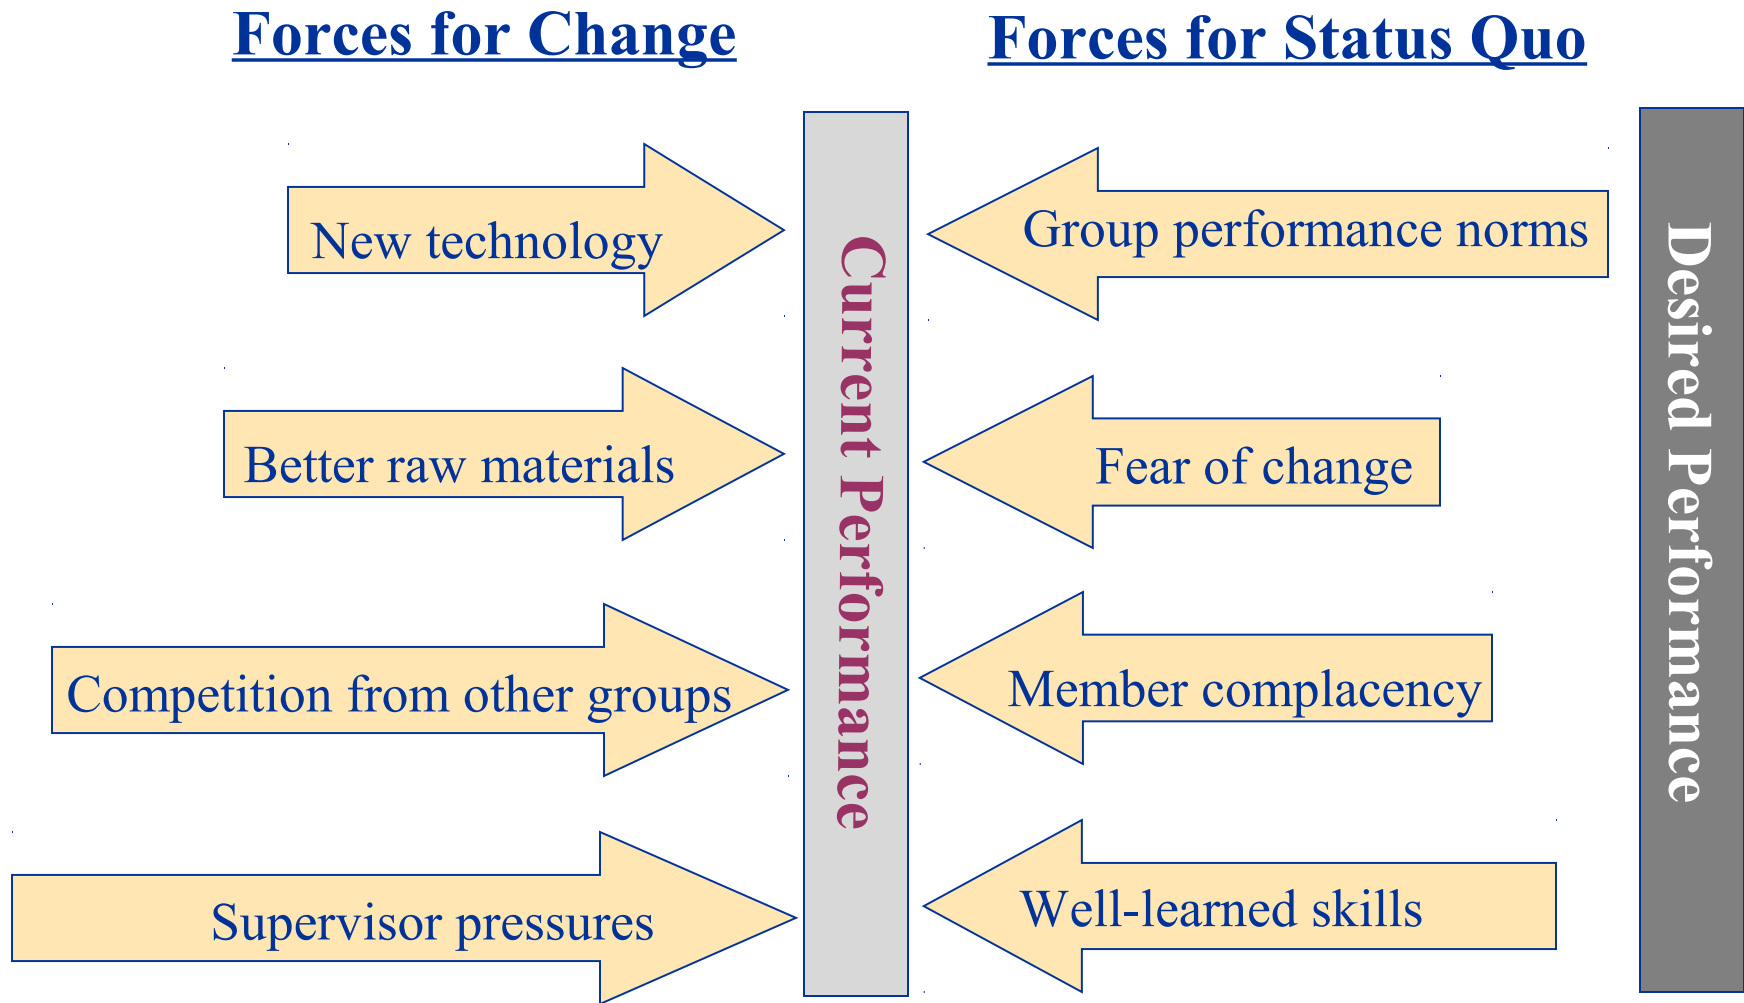 Forces for Change
Forces for Status Quo
New technology
Better raw materials
Competition from other groups
Supervisor pressures
Current Performance
Group performance norms
Fear of change
Member complacency
Well-learned skills
Desired Performance